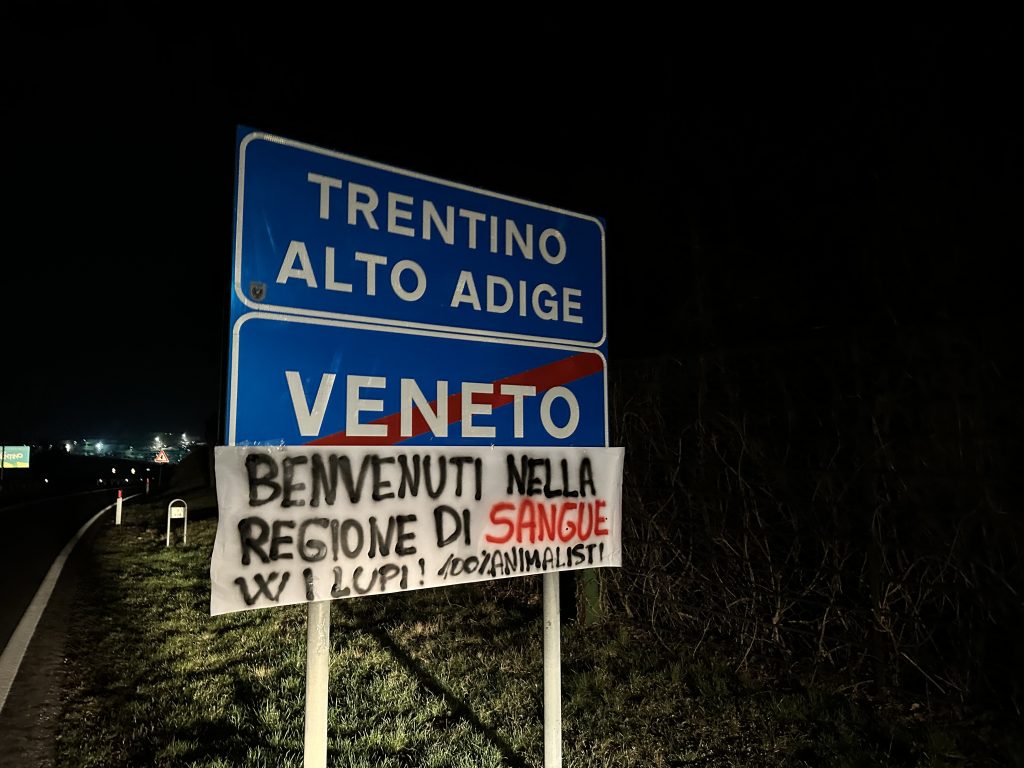 TRENTINO
ALTO ADIGE
VENETO
BENVENUTI NELLA
REGIONE DI SANGUE
W I LUPI! 100%ANIMALISTI